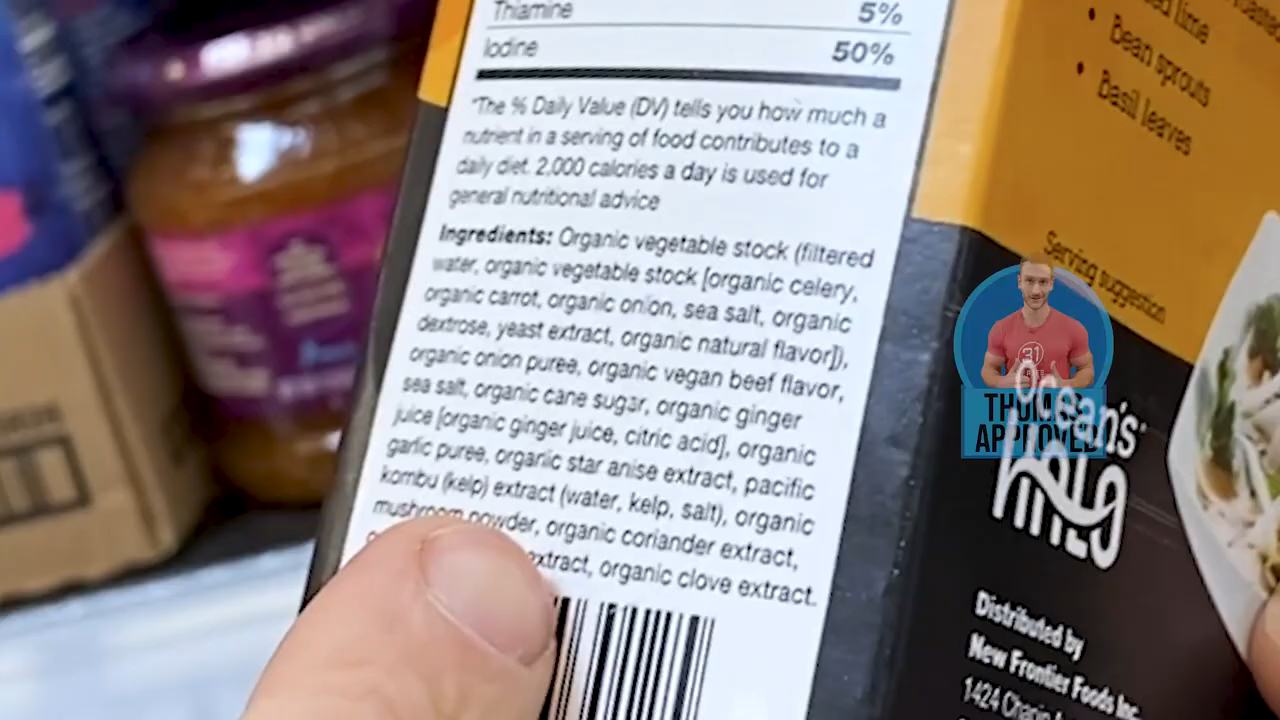 Thiamine 5%
Iodine 50%
*The % Daily Value (DV) tells you how much a
nutrient in a serving of food contributes to a
daily diet. 2,000 calories a day is used for
general nutritional advice
Ingredients: Organic vegetable stock (filtered
water, organic vegetable stock [organic celery,
organic carrot, organic onion, sea salt, organic
dextrose, yeast extract, organic natural flavor]),
organic onion puree, organic vegan beef flavor,
sea salt, organic cane sugar, organic ginger
juice [organic ginger juice, citric acid], organic
garlic puree, organic star anise extract, pacific
kombu (kelp) extract (water, kelp, salt), organic
mushroom powder, organic coriander extract,
extract, organic clove extract.
lime
• Bean sprouts
• Basil leaves
Serving suggestion
31
THOMAS
APPROVED
Ocean's
HALO
Distributed by
New Frontier Foods Inc.
1424